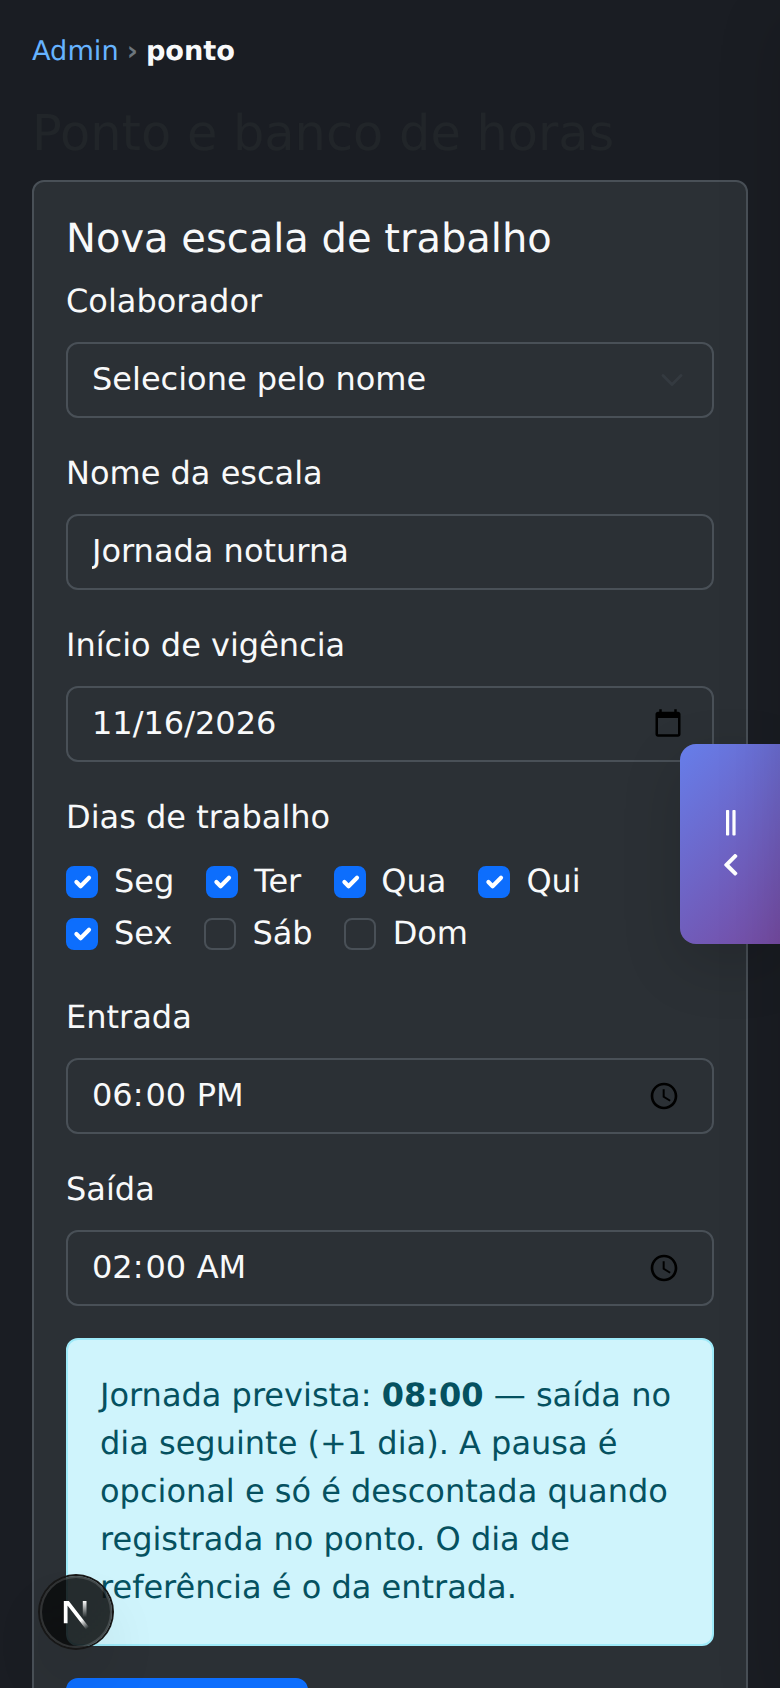 Admin › ponto
Ponto e banco de horas
Nova escala de trabalho
Colaborador
Selecione pelo nome
Nome da escala
Jornada noturna
Início de vigência
11/16/2026
Dias de trabalho
Seg Ter Qua Qui
Sex Sáb Dom
Entrada
06:00 PM
Saída
02:00 AM
Jornada prevista: 08:00 — saída no
dia seguinte (+1 dia). A pausa é
opcional e só é descontada quando
registrada no ponto. O dia de
referência é o da entrada.
N